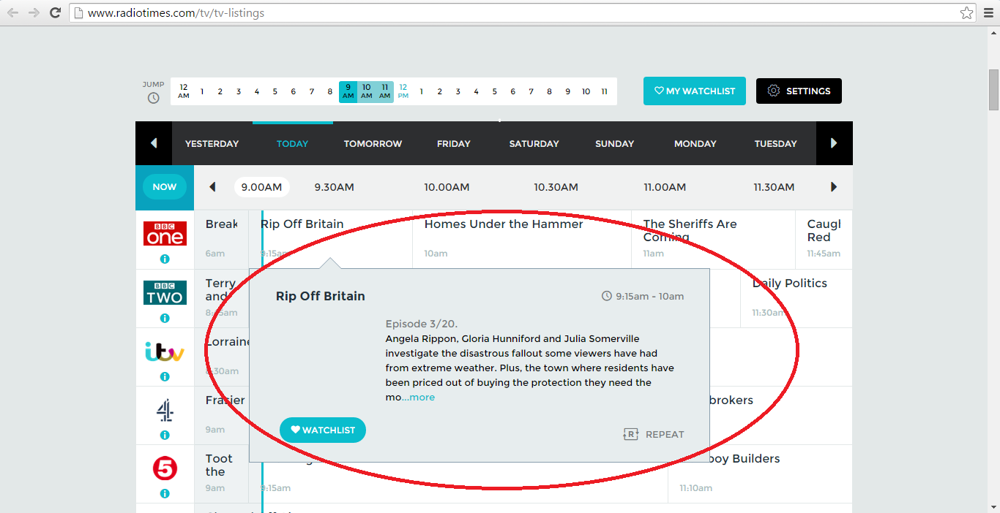 www.radiotimes.com/tv/tv-listings
JUMP
12 AM 1 2 3 4 5 6 7 8 9 AM 10 AM 11 AM 12 PM 1 2 3 4 5 6 7 8 9 10 11
MY WATCHLIST
SETTINGS
YESTERDAY TODAY TOMORROW FRIDAY SATURDAY SUNDAY MONDAY TUESDAY
NOW
9.00AM 9.30AM 10.00AM 10.30AM 11.00AM 11.30AM
BBC one
Break
6am
Rip Off Britain
9:15am
Homes Under the Hammer
10am
The Sheriffs Are
Coming
11am
Caugl
Red
11:45am
BBC TWO
Terry
and
Daily Politics
11:30am
Rip Off Britain
9:15am - 10am
Episode 3/20.
Angela Rippon, Gloria Hunniford and Julia Somerville
investigate the disastrous fallout some viewers have had
from extreme weather. Plus, the town where residents have
been priced out of buying the protection they need the
mo...more
WATCHLIST
R REPEAT
itv
Lorraine
8:30am
4
Frasier
9am
brokers
5
Toot
the
9am
9:15am
boy Builders
11:10am